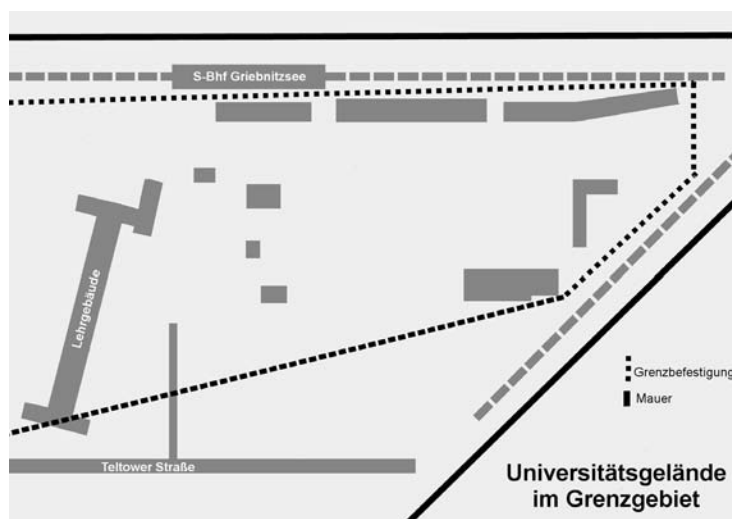 S-Bhf Griebnitzsee
Lehrgebäude
Grenzbefestigung
Mauer
Teltower Straße
Universitätsgelände
im Grenzgebiet